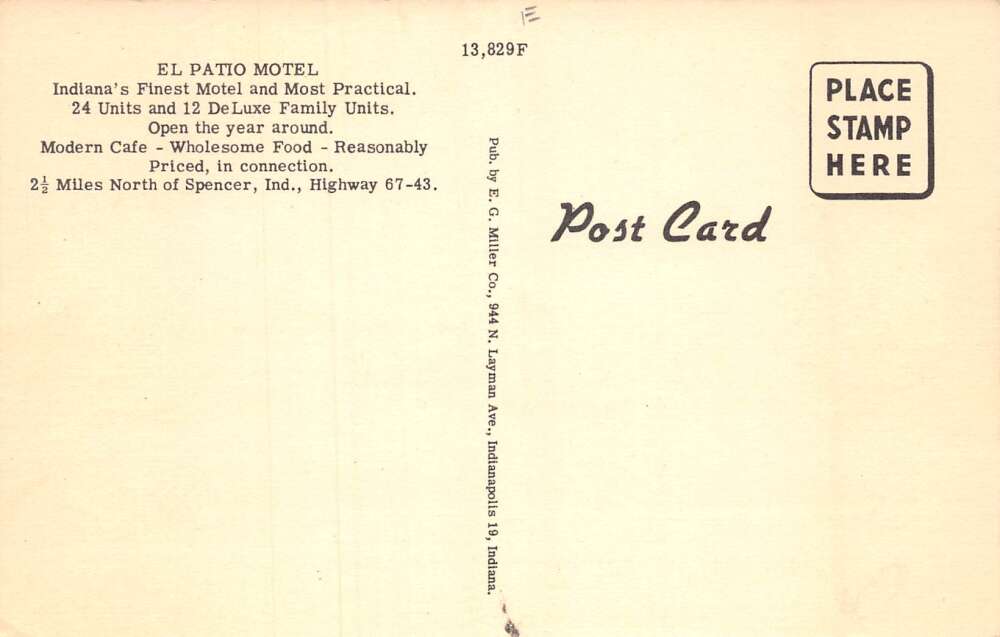 13,829F
EL PATIO MOTEL
Indiana's Finest Motel and Most Practical.
24 Units and 12 DeLuxe Family Units.
Open the year around.
Modern Cafe - Wholesome Food - Reasonably
Priced, in connection.
2½ Miles North of Spencer, Ind., Highway 67-43.
Pub. by E. G. Miller Co., 944 N. Layman Ave., Indianapolis 19, Indiana.
Post Card
PLACE
STAMP
HERE